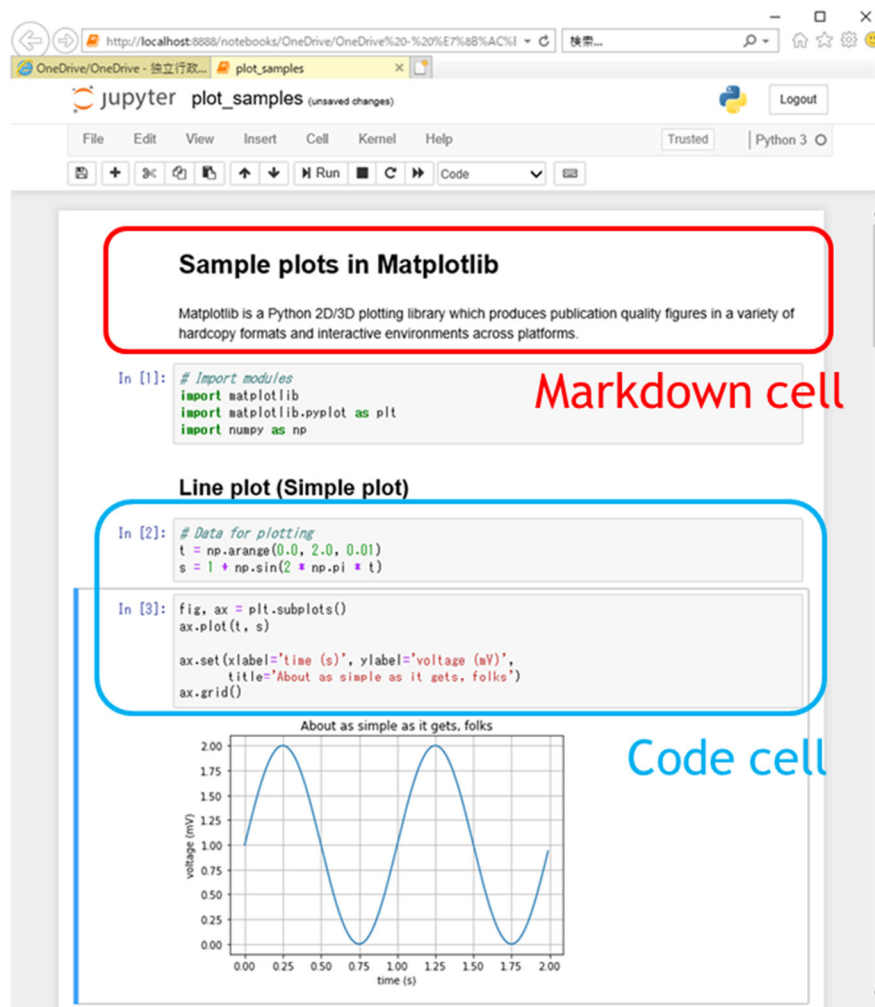 http://localhost:8888/notebooks/OneDrive/OneDrive%20-%20%E7%8B%AC%E
検索...
OneDrive/OneDrive - 独立行政...
plot_samples
jupyter plot_samples (unsaved changes)
Logout
File Edit View Insert Cell Kernel Help
Trusted
Python 3
Run
Code
Sample plots in Matplotlib
Matplotlib is a Python 2D/3D plotting library which produces publication quality figures in a variety of
hardcopy formats and interactive environments across platforms.
Markdown cell
In [1]: # Import modules
import matplotlib
import matplotlib.pyplot as plt
import numpy as np
Line plot (Simple plot)
In [2]: # Data for plotting
t = np.arange(0.0, 2.0, 0.01)
s = 1 + np.sin(2 * np.pi * t)
In [3]: fig, ax = plt.subplots()
ax.plot(t, s)
ax.set(xlabel='time (s)', ylabel='voltage (mV)',
title='About as simple as it gets, folks')
ax.grid()
Code cell
About as simple as it gets, folks
2.00
1.75
1.50
1.25
1.00
0.75
0.50
0.25
0.00
voltage (mV)
0.00 0.25 0.50 0.75 1.00 1.25 1.50 1.75 2.00
time (s)